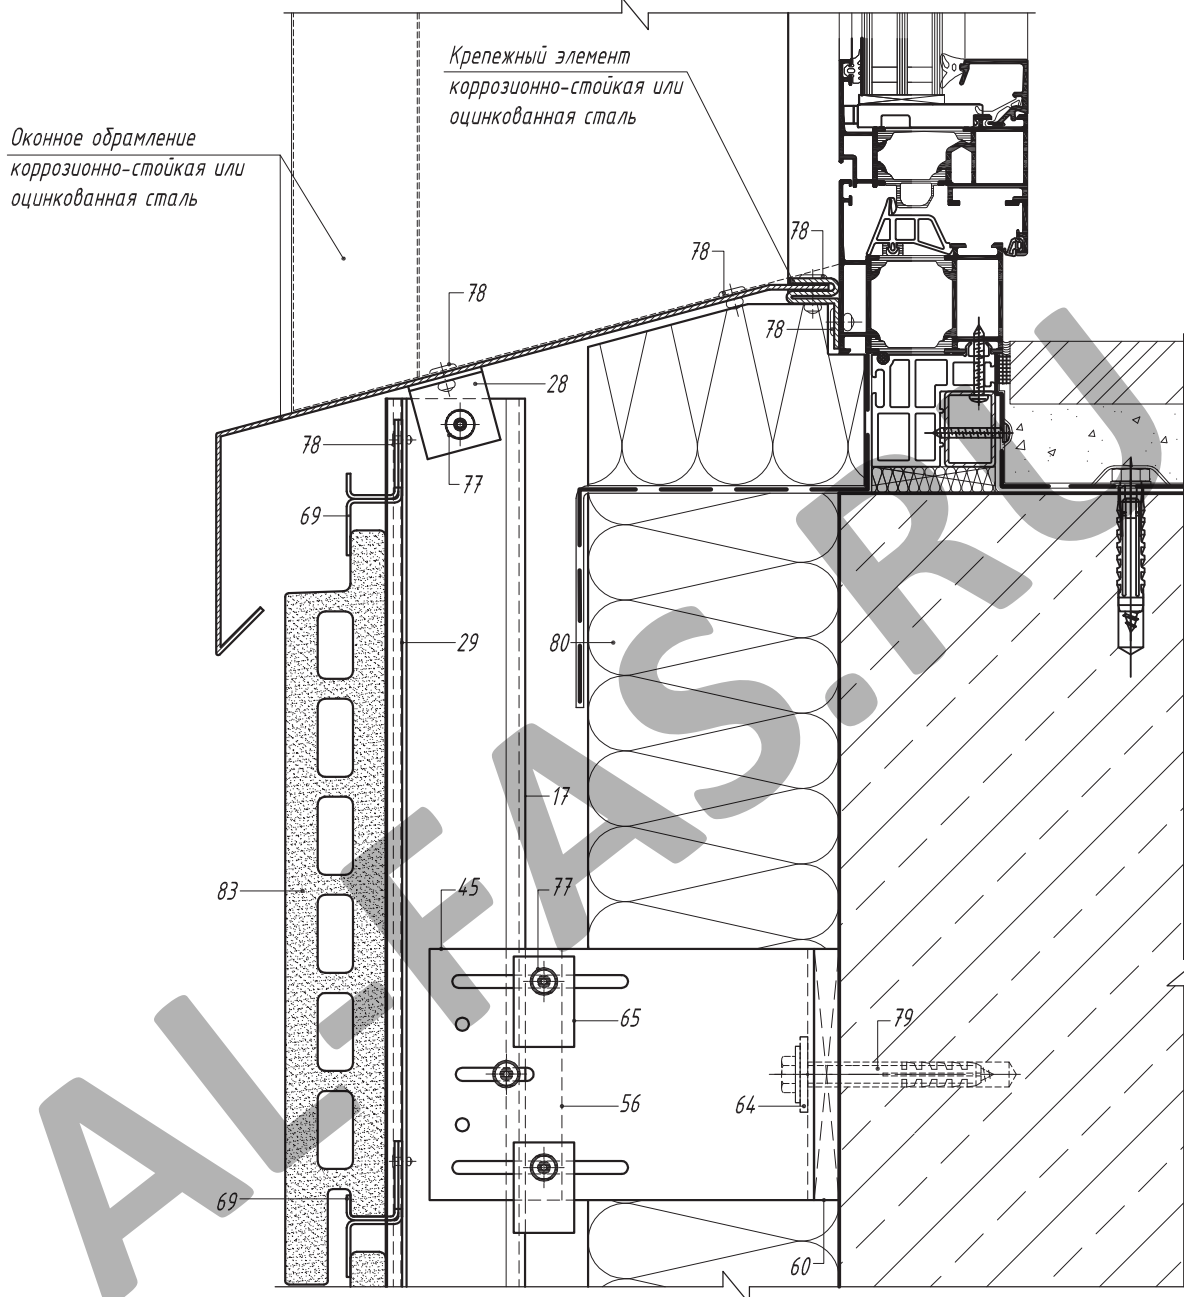 Крепежный элемент
коррозионно-стойкая или
оцинкованная сталь
Оконное обрамление
коррозионно-стойкая или
оцинкованная сталь
78
78
78
78
28
78
77
69
29
80
17
83
45
77
65
79
56
64
69
60
AL-FAS.RU